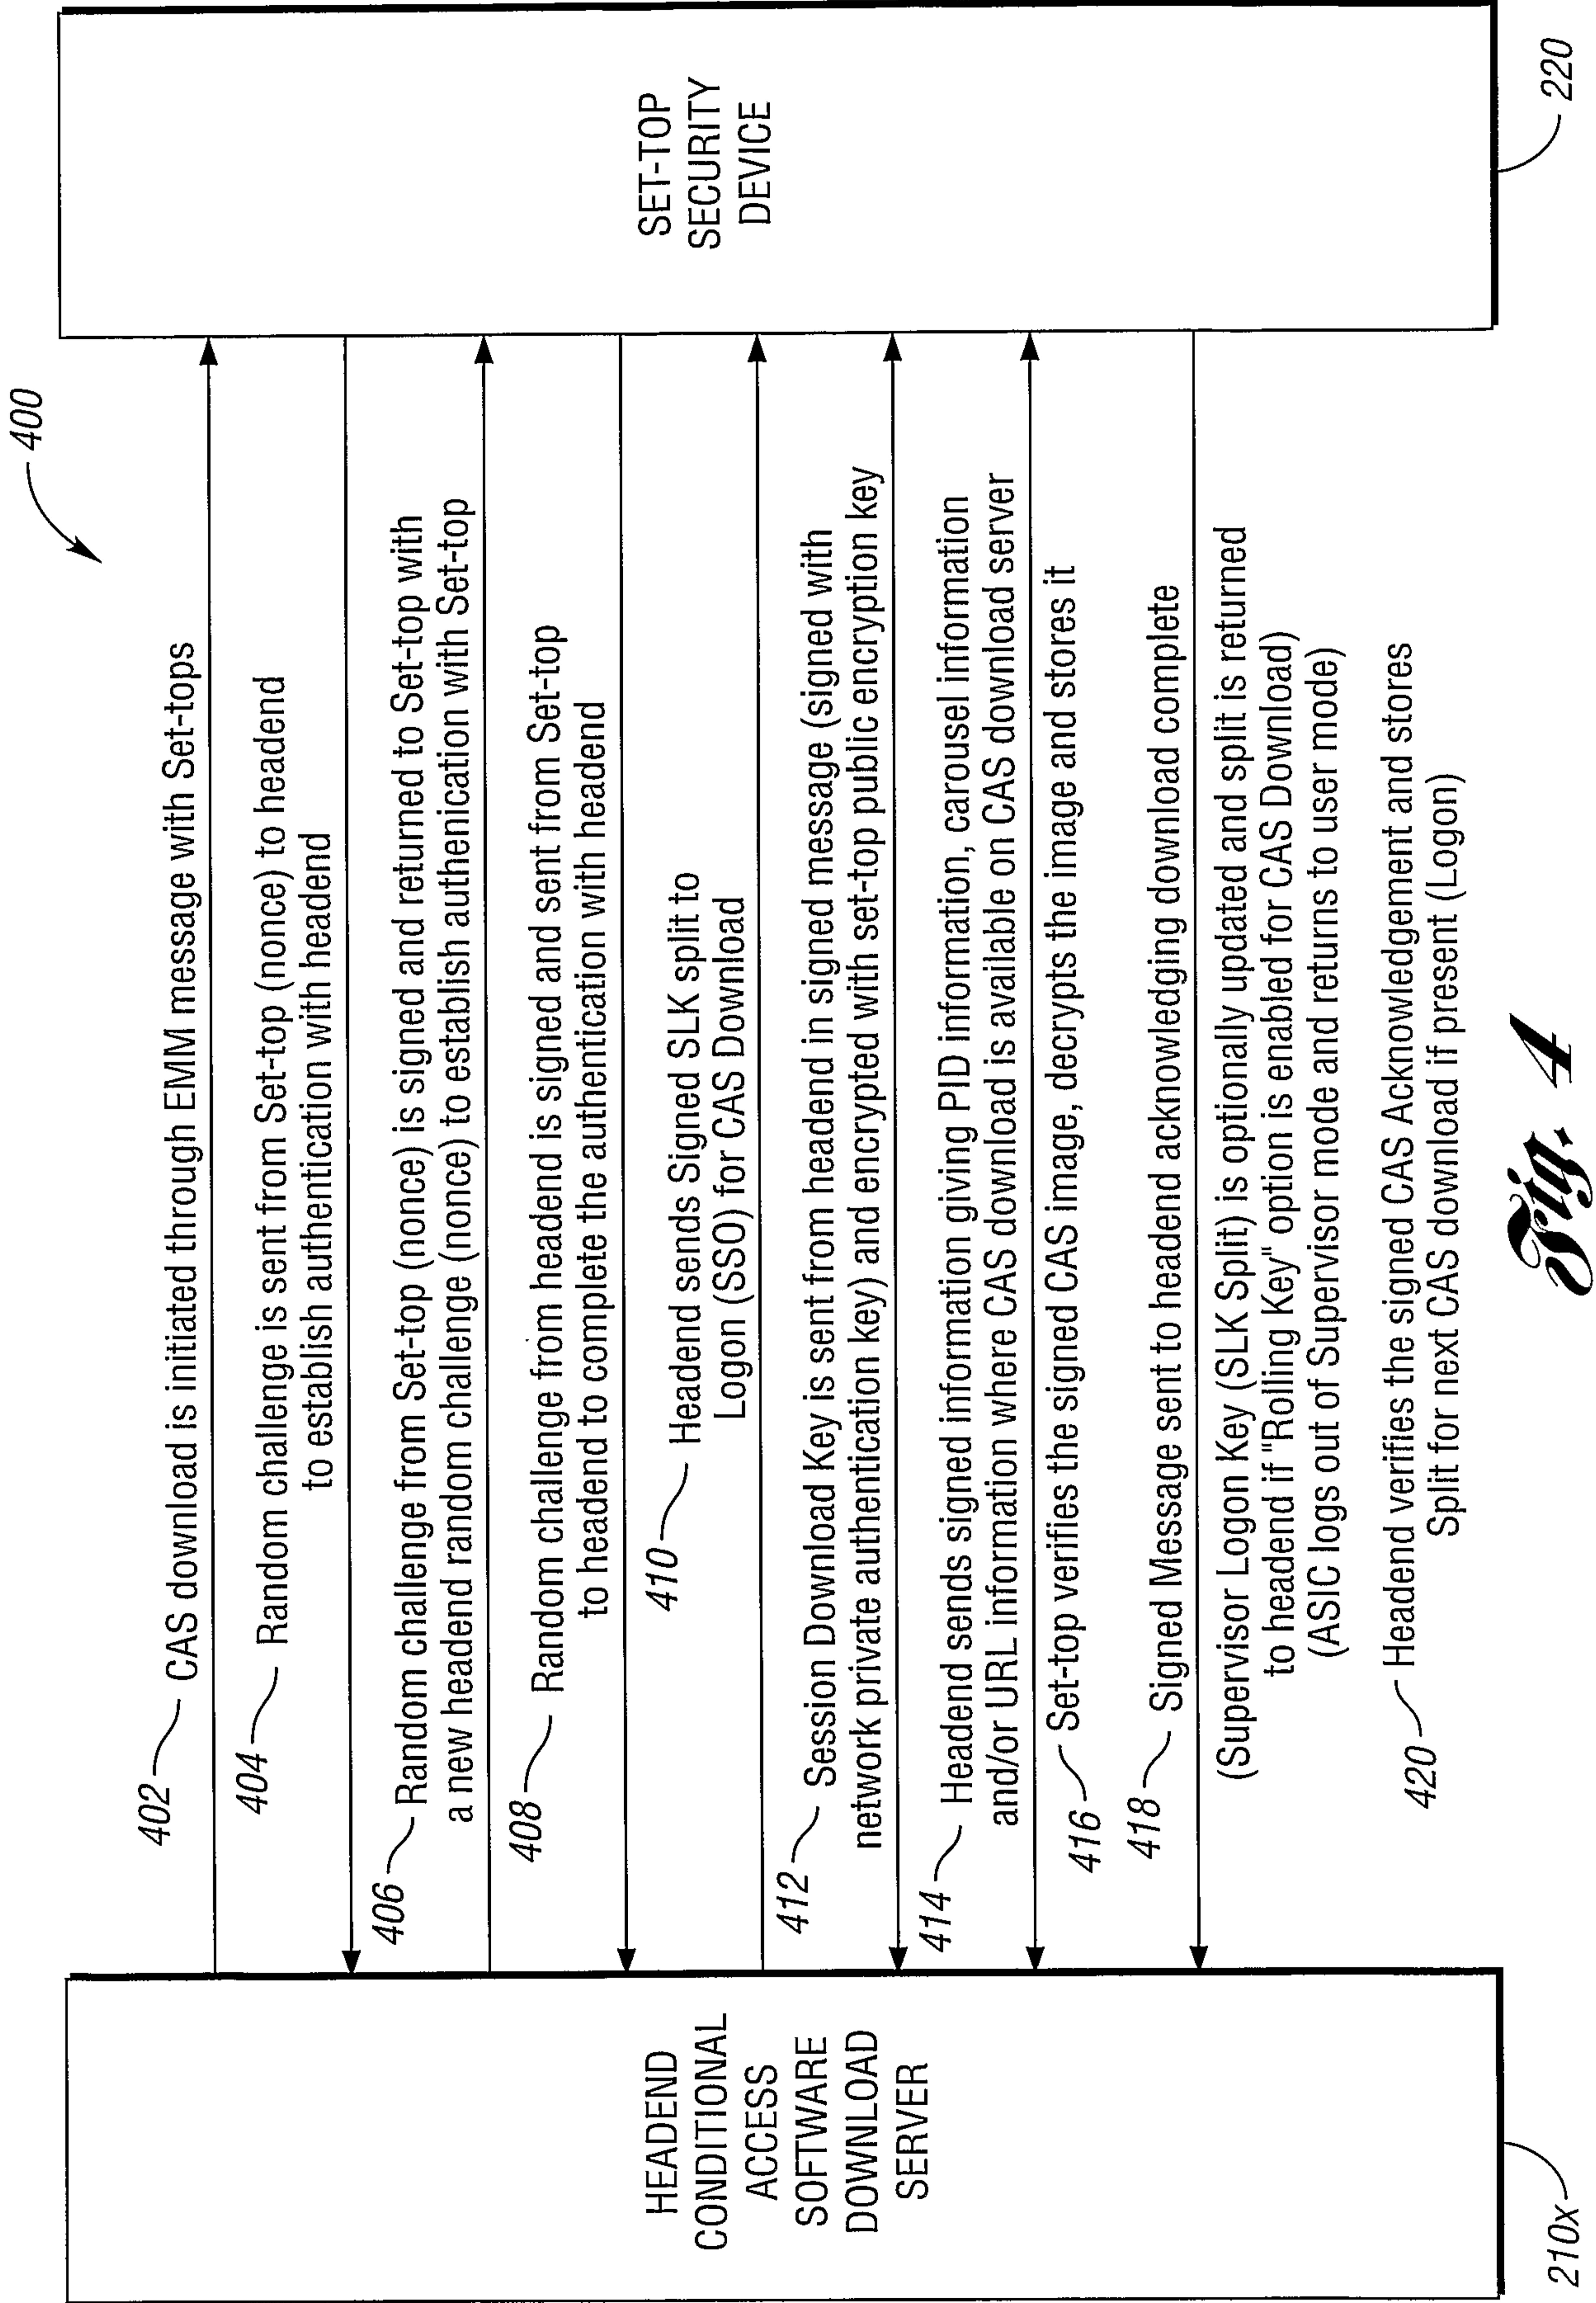 400
HEADEND
CONDITIONAL
ACCESS
SOFTWARE
DOWNLOAD
SERVER
210x
SET-TOP
SECURITY
DEVICE
220
402 CAS download is initiated through EMM message with Set-tops
404 Random challenge is sent from Set-top (nonce) to headend
to establish authentication with headend
406 Random challenge from Set-top (nonce) is signed and returned to Set-top with
a new headend random challenge (nonce) to establish authenication with Set-top
408 Random challenge from headend is signed and sent from Set-top
to headend to complete the authentication with headend
410 Headend sends Signed SLK split to
Logon (SSO) for CAS Download
412 Session Download Key is sent from headend in signed message (signed with
network private authentication key) and encrypted with set-top public encryption key
414 Headend sends signed information giving PID information, carousel information
and/or URL information where CAS download is available on CAS download server
416 Set-top verifies the signed CAS image, decrypts the image and stores it
418 Signed Message sent to headend acknowledging download complete
(Supervisor Logon Key (SLK Split) is optionally updated and split is returned
to headend if "Rolling Key" option is enabled for CAS Download)
(ASIC logs out of Supervisor mode and returns to user mode)
420 Headend verifies the signed CAS Acknowledgement and stores
Split for next CAS download if present (Logon)
Fig. 4